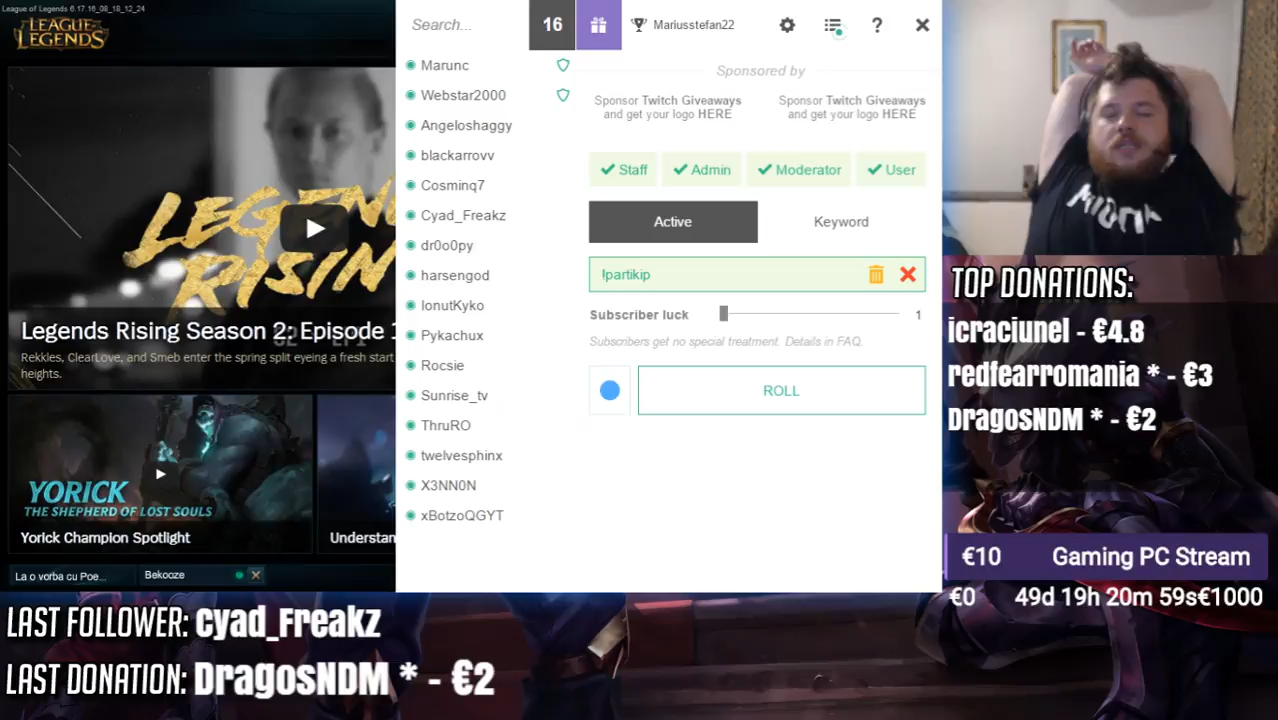 League of Legends 6.17.16_08_18_12_24
LEAGUE OF
LEGENDS
LEGEN
RISIN
Legends Rising Season 2: Episode 1
Rekkles, ClearLove, and Smeb enter the spring split eyeing a fresh start
heights.
YORICK
THE SHEPHERD OF LOST SOULS
Yorick Champion Spotlight
Understan
La o vorba cu Poe...
Bekooze
Search...
16
Mariusstefan22
?
Marunc
Webstar2000
Angeloshaggy
blackarrovv
Cosminq7
Cyad_Freakz
dr0o0py
harsengod
IonutKyko
Pykachux
Rocsie
Sunrise_tv
ThruRO
twelvesphinx
X3NN0N
xBotzoQGYT
Sponsored by
Sponsor Twitch Giveaways
and get your logo HERE
Sponsor Twitch Giveaways
and get your logo HERE
Staff
Admin
Moderator
User
Active
Keyword
!partikip
Subscriber luck
1
Subscribers get no special treatment. Details in FAQ.
ROLL
TOP DONATIONS:
icraciunel - €4.8
redfearromania * - €3
DragosNDM * - €2
€10 Gaming PC Stream
€0 49d 19h 20m 59s€1000
LAST FOLLOWER: Cyad_Freakz
LAST DONATION: DragosNDM * - €2